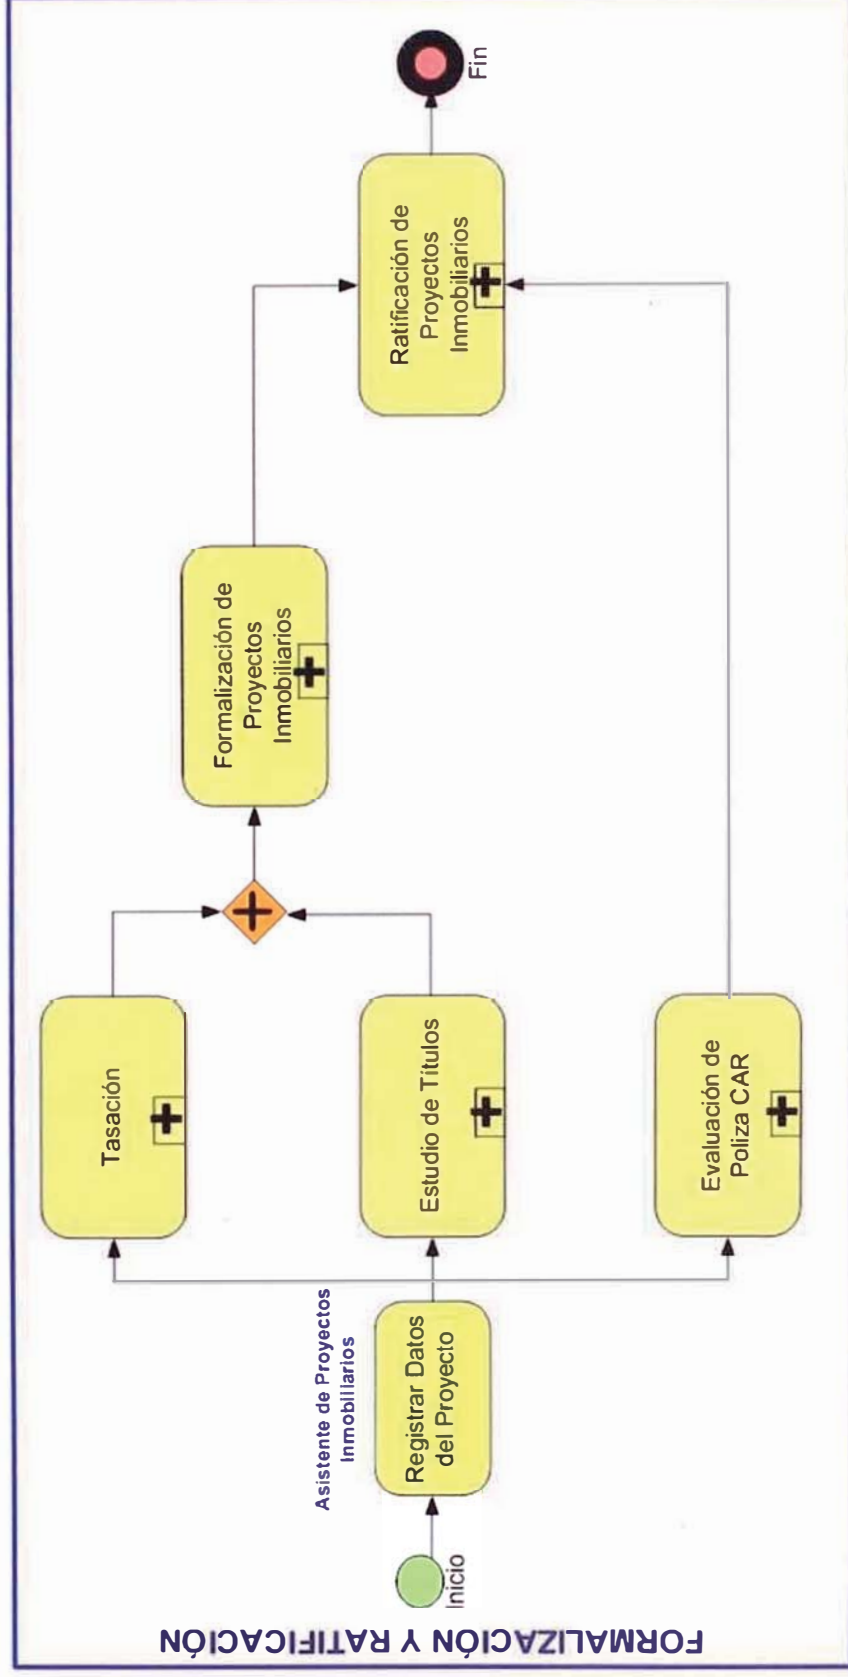 FORMALIZACIÓN Y RATIFICACIÓN
Inicio
Asistente de Proyectos
Inmobiliarios
Registrar Datos
del Proyecto
Tasación
Estudio de Títulos
Evaluación de
Poliza CAR
Formalización de
Proyectos
Inmobiliarios
Ratificación de
Proyectos
Inmobiliarios
Fin